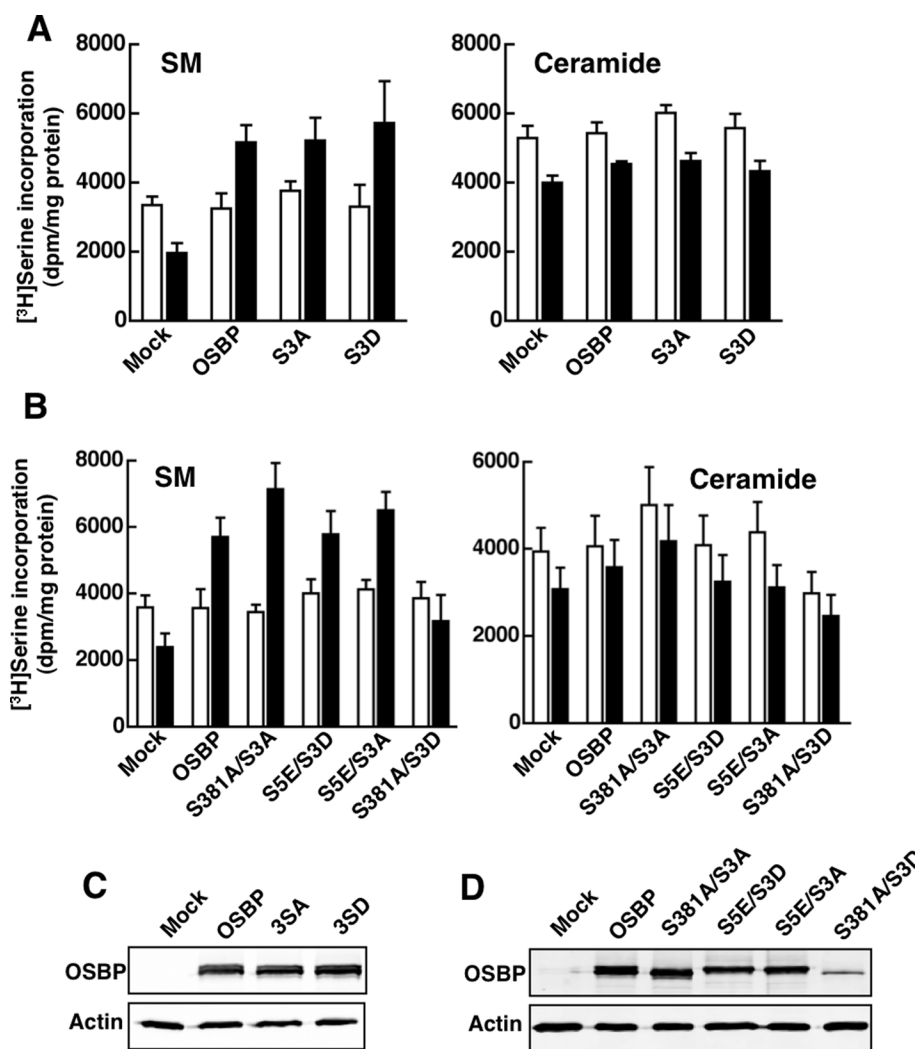 A
SM
Ceramide
[³H]Serine incorporation
(dpm/mg protein)
8000
6000
4000
2000
0
8000
6000
4000
2000
0
Mock
OSBP
S3A
S3D
Mock
OSBP
S3A
S3D
B
SM
Ceramide
[³H]Serine incorporation
(dpm/mg protein)
8000
6000
4000
2000
0
6000
4000
2000
0
Mock
OSBP
S381A/S3A
S5E/S3D
S5E/S3A
S381A/S3D
Mock
OSBP
S381A/S3A
S5E/S3D
S5E/S3A
S381A/S3D
C
Mock
OSBP
3SA
3SD
OSBP
Actin
D
Mock
OSBP
S381A/S3A
S5E/S3D
S5E/S3A
S381A/S3D
OSBP
Actin